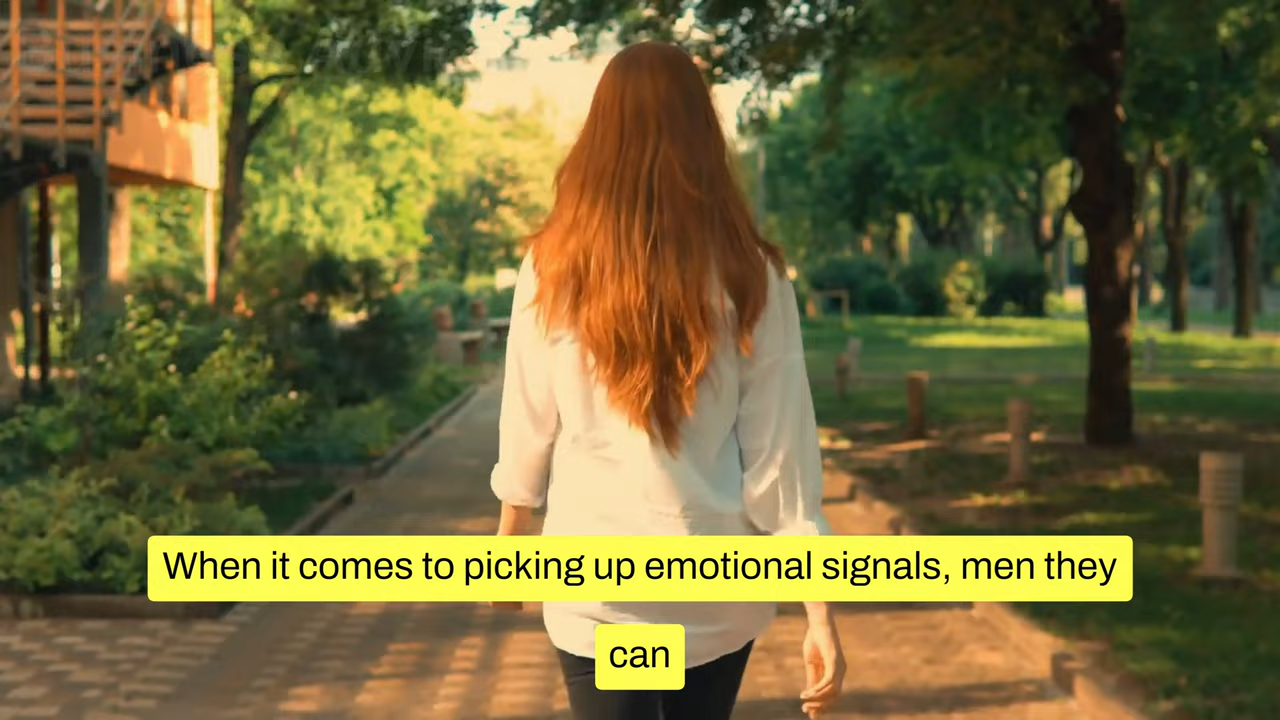 When it comes to picking up emotional signals, men they
can